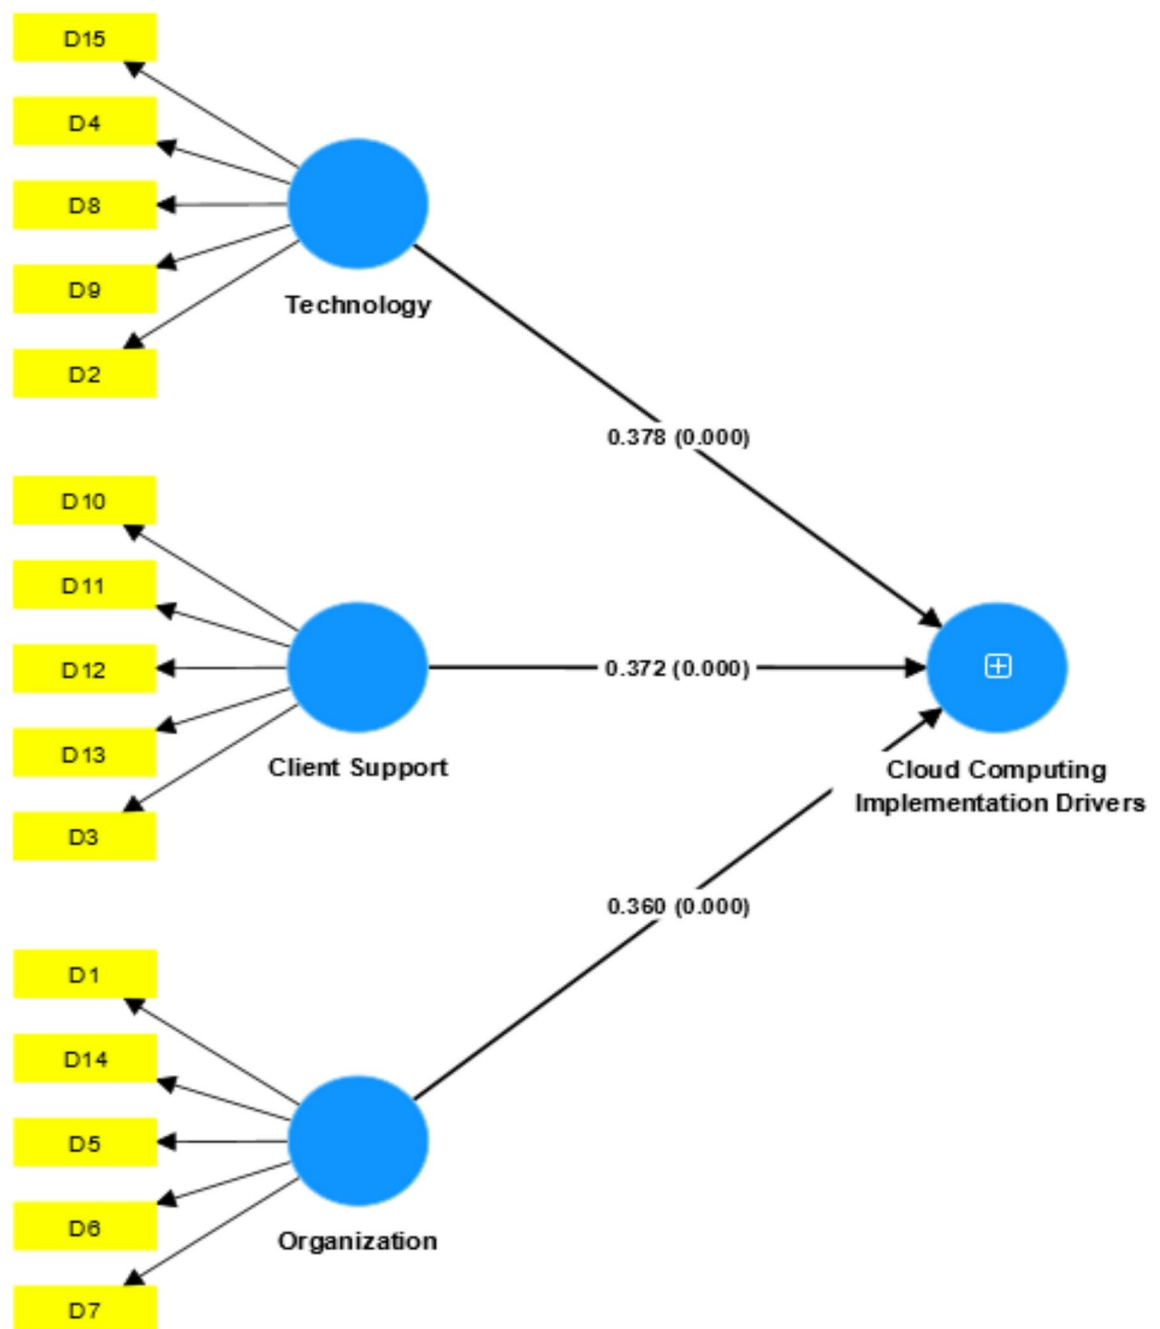 D15
D4
D8
D9
D2
Technology
0.378 (0.000)
D10
D11
D12
D13
D3
Client Support
0.372 (0.000)
Cloud Computing
Implementation Drivers
0.360 (0.000)
D1
D14
D5
D6
D7
Organization